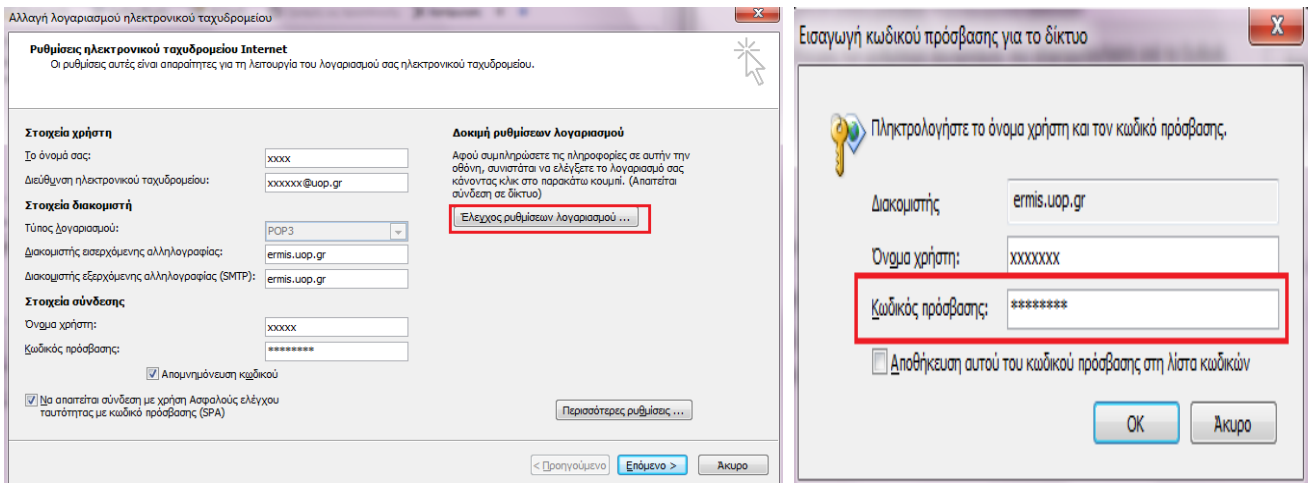 Αλλαγή λογαριασμού ηλεκτρονικού ταχυδρομείου
Ρυθμίσεις ηλεκτρονικού ταχυδρομείου Internet
Οι ρυθμίσεις αυτές είναι απαραίτητες για τη λειτουργία του λογαριασμού σας ηλεκτρονικού ταχυδρομείου.
Στοιχεία χρήστη
Το όνομά σας: xxxx
Διεύθυνση ηλεκτρονικού ταχυδρομείου: xxxxxx@uop.gr
Στοιχεία διακομιστή
Τύπος λογαριασμού: POP3
Διακομιστής εισερχόμενης αλληλογραφίας: ermis.uop.gr
Διακομιστής εξερχόμενης αλληλογραφίας (SMTP): ermis.uop.gr
Στοιχεία σύνδεσης
Όνομα χρήστη: xxxxx
Κωδικός πρόσβασης: ********
Απομνημόνευση κωδικού
Να απαιτείται σύνδεση με χρήση Ασφαλούς ελέγχου
ταυτότητας με κωδικό πρόσβασης (SPA)
Δοκιμή ρυθμίσεων λογαριασμού
Αφού συμπληρώσετε τις πληροφορίες σε αυτήν την
οθόνη, συνιστάται να ελέγξετε το λογαριασμό σας
κάνοντας κλικ στο παρακάτω κουμπί. (Απαιτείται
σύνδεση σε δίκτυο)
Έλεγχος ρυθμίσεων λογαριασμού ...
Περισσότερες ρυθμίσεις ...
< Προηγούμενο Επόμενο > Άκυρο
Εισαγωγή κωδικού πρόσβασης για το δίκτυο
Πληκτρολογήστε το όνομα χρήστη και τον κωδικό πρόσβασης.
Διακομιστής ermis.uop.gr
Όνομα χρήστη: xxxxxxx
Κωδικός πρόσβασης: ********
Αποθήκευση αυτού του κωδικού πρόσβασης στη λίστα κωδικών
OK Άκυρο